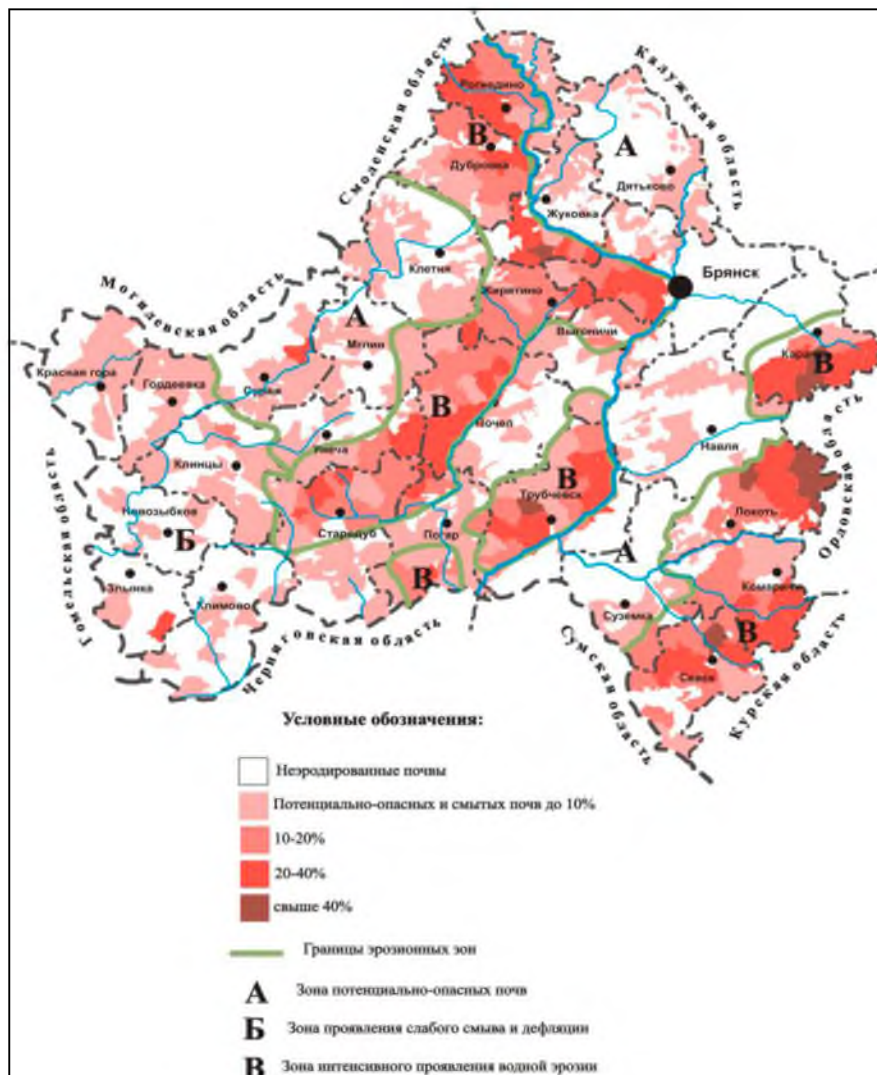 Смоленская область
Калужская область
Рогнедино
В
А
Дубровка
Дятьково
Жуковка
Клетня
Брянск
Могилевская область
Жирятино
А
Выгоничи
Мглин
Красная гора
Гордеевка
Сураж
В
В
Почеп
Унеча
Навля
Орловская область
Клинцы
В
Трубчевск
Новозыбков
Стародуб
Погар
Локоть
Б
А
Гомельская область
Злынка
В
Комаричи
Климово
Суземка
В
Черниговская область
Севск
Сумская область
Курская область
Условные обозначения:
Неэродированные почвы
Потенциально-опасных и смытых почв до 10%
10-20%
20-40%
свыше 40%
Границы эрозионных зон
А Зона потенциально-опасных почв
Б Зона проявления слабого смыва и дефляции
В Зона интенсивного проявления водной эрозии